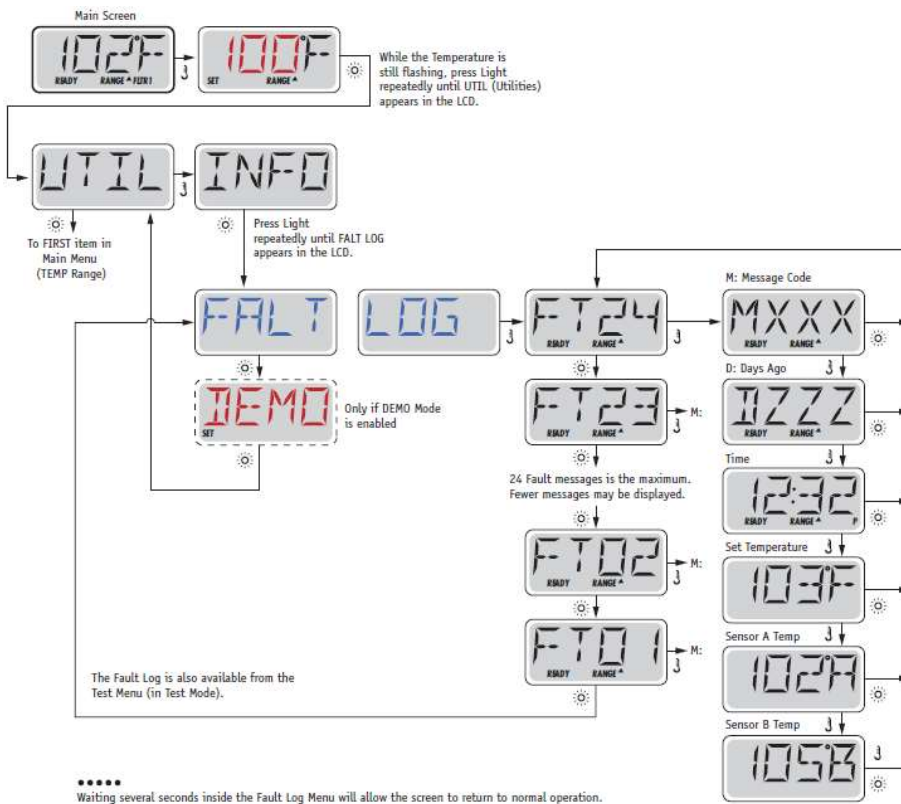 Main Screen
102°F
READY RANGE FLTR1
100°F
SET RANGE
While the Temperature is
still flashing, press Light
repeatedly until UTIL (Utilities)
appears in the LCD.
UTIL
INFO
To FIRST item in
Main Menu
(TEMP Range)
Press Light
repeatedly until FALT LOG
appears in the LCD.
FALT
LOG
FT24
READY RANGE
M: Message Code
MXXX
READY RANGE
DEMO
SET
Only if DEMO Mode
is enabled
FT23
READY RANGE
M:
D: Days Ago
DZZZ
READY RANGE
24 Fault messages is the maximum.
Fewer messages may be displayed.
Time
12:32
READY RANGE P
FT02
READY RANGE
M:
Set Temperature
103°F
FT01
READY RANGE
M:
Sensor A Temp
102°A
Sensor B Temp
105°B
The Fault Log is also available from the
Test Menu (in Test Mode).
Waiting several seconds inside the Fault Log Menu will allow the screen to return to normal operation.